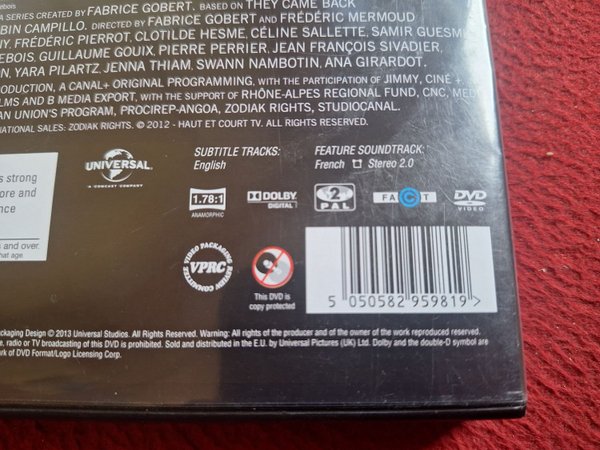 ebois
A SERIES CREATED BY FABRICE GOBERT. BASED ON THEY CAME BACK
BIN CAMPILLO. DIRECTED BY FABRICE GOBERT AND FRÉDÉRIC MERMOUD
NY, FRÉDÉRIC PIERROT, CLOTILDE HESME, CÉLINE SALLETTE, SAMIR GUESMI
EBOIS, GUILLAUME GOUIX, PIERRE PERRIER, JEAN FRANÇOIS SIVADIER,
ON, YARA PILARTZ, JENNA THIAM, SWANN NAMBOTIN, ANA GIRARDOT.
ODUCTION, A CANAL+ ORIGINAL PROGRAMMING, WITH THE PARTICIPATION OF JIMMY, CINÉ +
LMS AND B MEDIA EXPORT, WITH THE SUPPORT OF RHÔNE-ALPES REGIONAL FUND, CNC, MED
AN UNION'S PROGRAM, PROCIREP-ANGOA, ZODIAK RIGHTS, STUDIOCANAL.
NATIONAL SALES: ZODIAK RIGHTS. © 2012 - HAUT ET COURT TV. ALL RIGHTS RESERVED.
s strong
ore and
nce
s and over.
hat age
UNIVERSAL
A COMCAST COMPANY
SUBTITLE TRACKS:
English
FEATURE SOUNDTRACK:
French Stereo 2.0
1.78:1
ANAMORPHIC
DOLBY
DIGITAL
2
PAL
FACT
DVD
VIDEO
VIDEO PACKAGING REVIEW COMMITTEE
VPRC
This DVD is
copy protected
5 050582 959819 >
ackaging Design © 2013 Universal Studios. All Rights Reserved. Warning: All rights of the producer and of the owner of the work reproduced reserved.
e, radio or TV broadcasting of this DVD is prohibited. Sold and distributed in the E.U. by Universal Pictures (UK) Ltd. Dolby and the double-D symbol are
rk of DVD Format/Logo Licensing Corp.